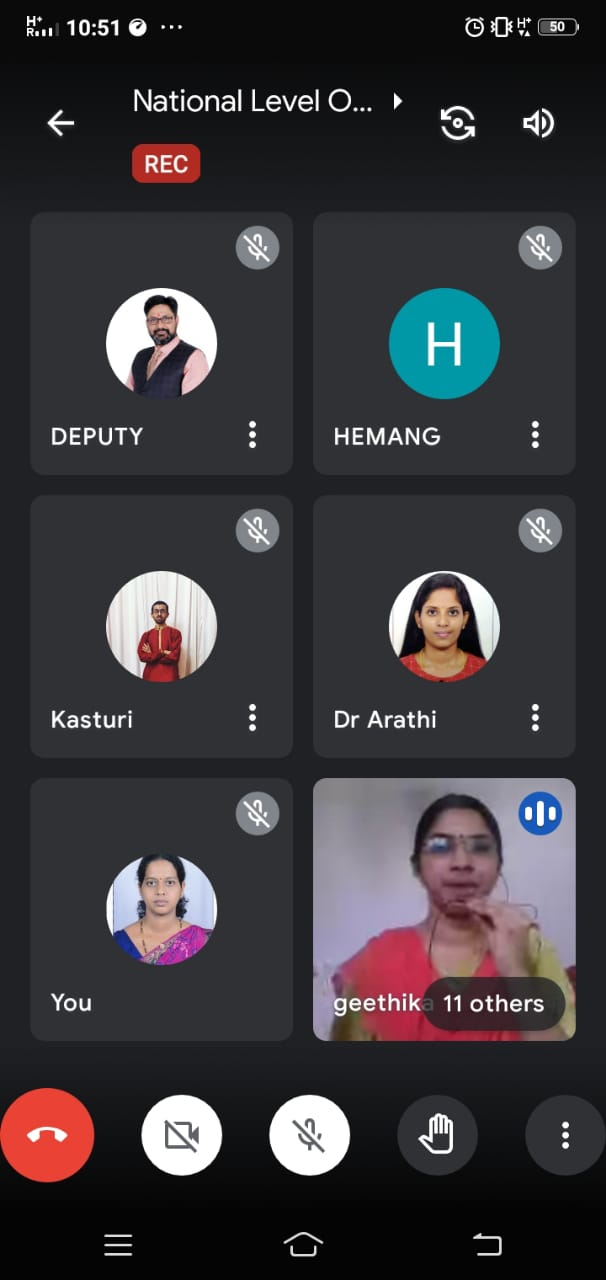 H+
R
10:51
H+
50
National Level O...
REC
DEPUTY
H
HEMANG
Kasturi
Dr Arathi
You
geethika
11 others